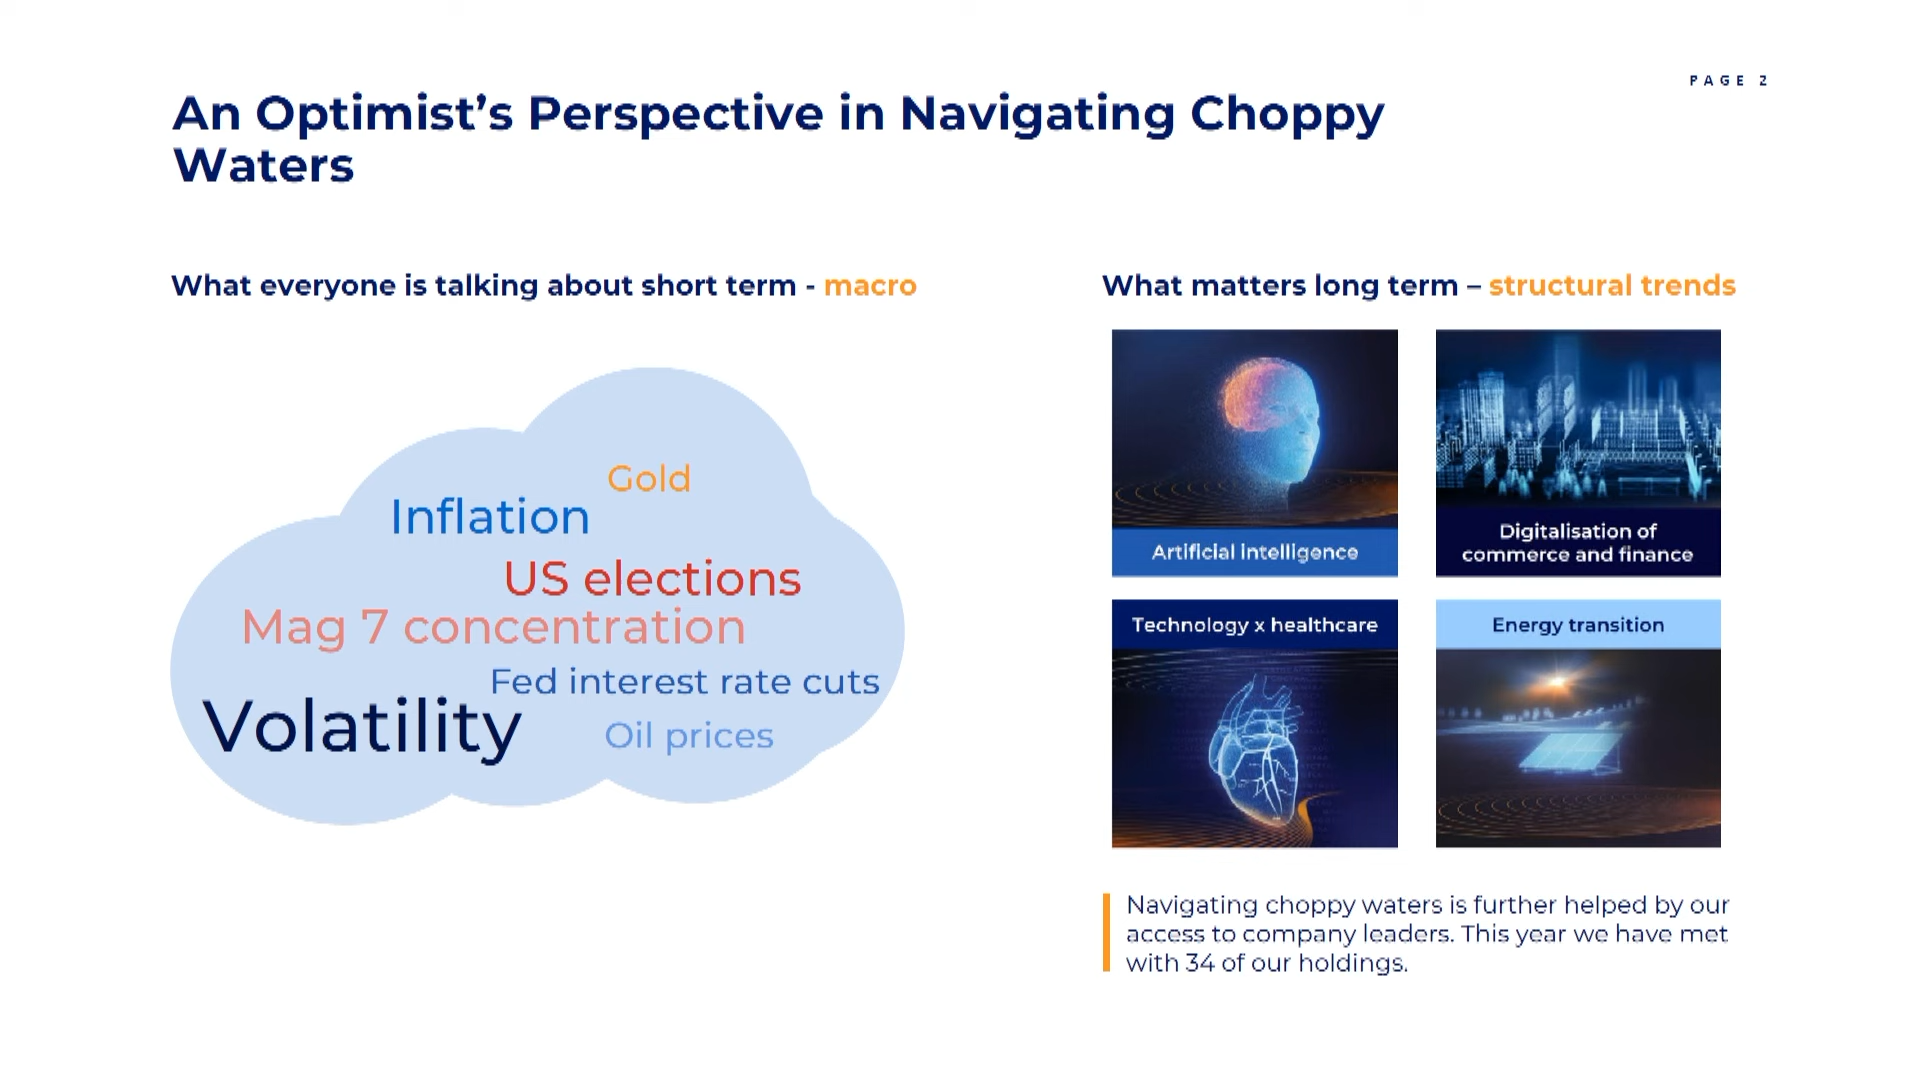 PAGE 2
An Optimist’s Perspective in Navigating Choppy
Waters
What everyone is talking about short term - macro
Gold
Inflation
US elections
Mag 7 concentration
Fed interest rate cuts
Volatility
Oil prices
What matters long term – structural trends
Artificial intelligence
Digitalisation of
commerce and finance
Technology x healthcare
Energy transition
Navigating choppy waters is further helped by our
access to company leaders. This year we have met
with 34 of our holdings.